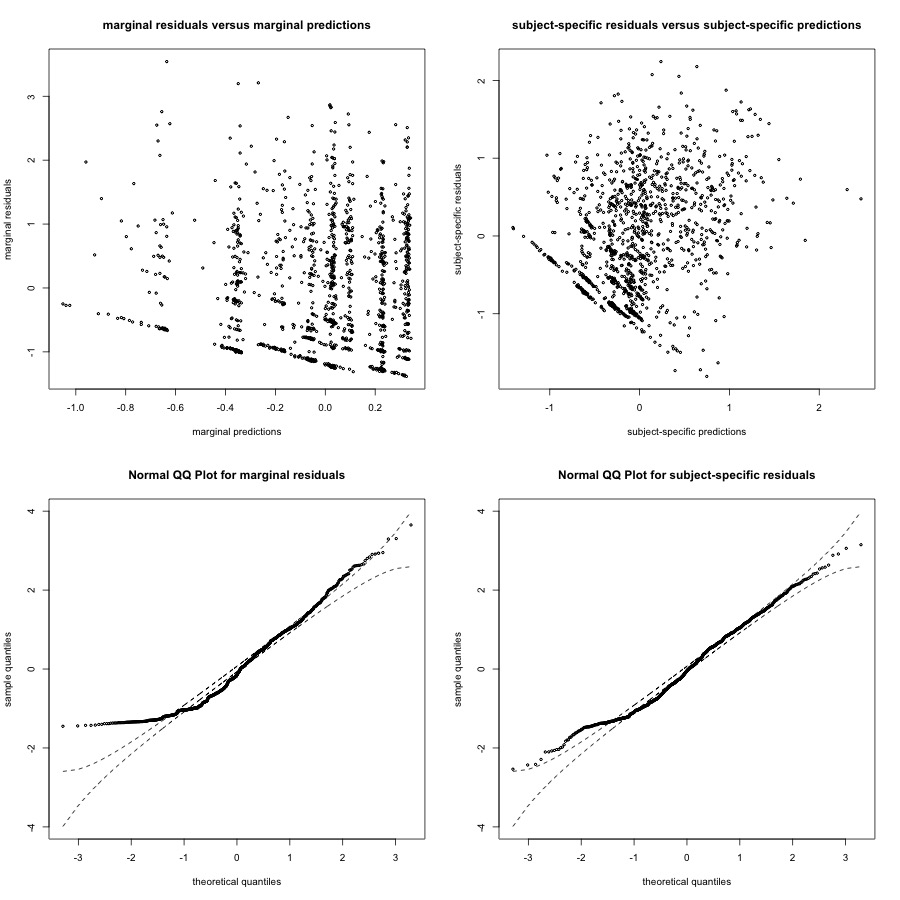 marginal residuals versus marginal predictions
marginal residuals
3
2
1
0
-1
-1.0 -0.8 -0.6 -0.4 -0.2 0.0 0.2
marginal predictions
subject-specific residuals versus subject-specific predictions
subject-specific residuals
2
1
0
-1
-1 0 1 2
subject-specific predictions
Normal QQ Plot for marginal residuals
sample quantiles
4
2
0
-2
-4
-3 -2 -1 0 1 2 3
theoretical quantiles
Normal QQ Plot for subject-specific residuals
sample quantiles
4
2
0
-2
-4
-3 -2 -1 0 1 2 3
theoretical quantiles